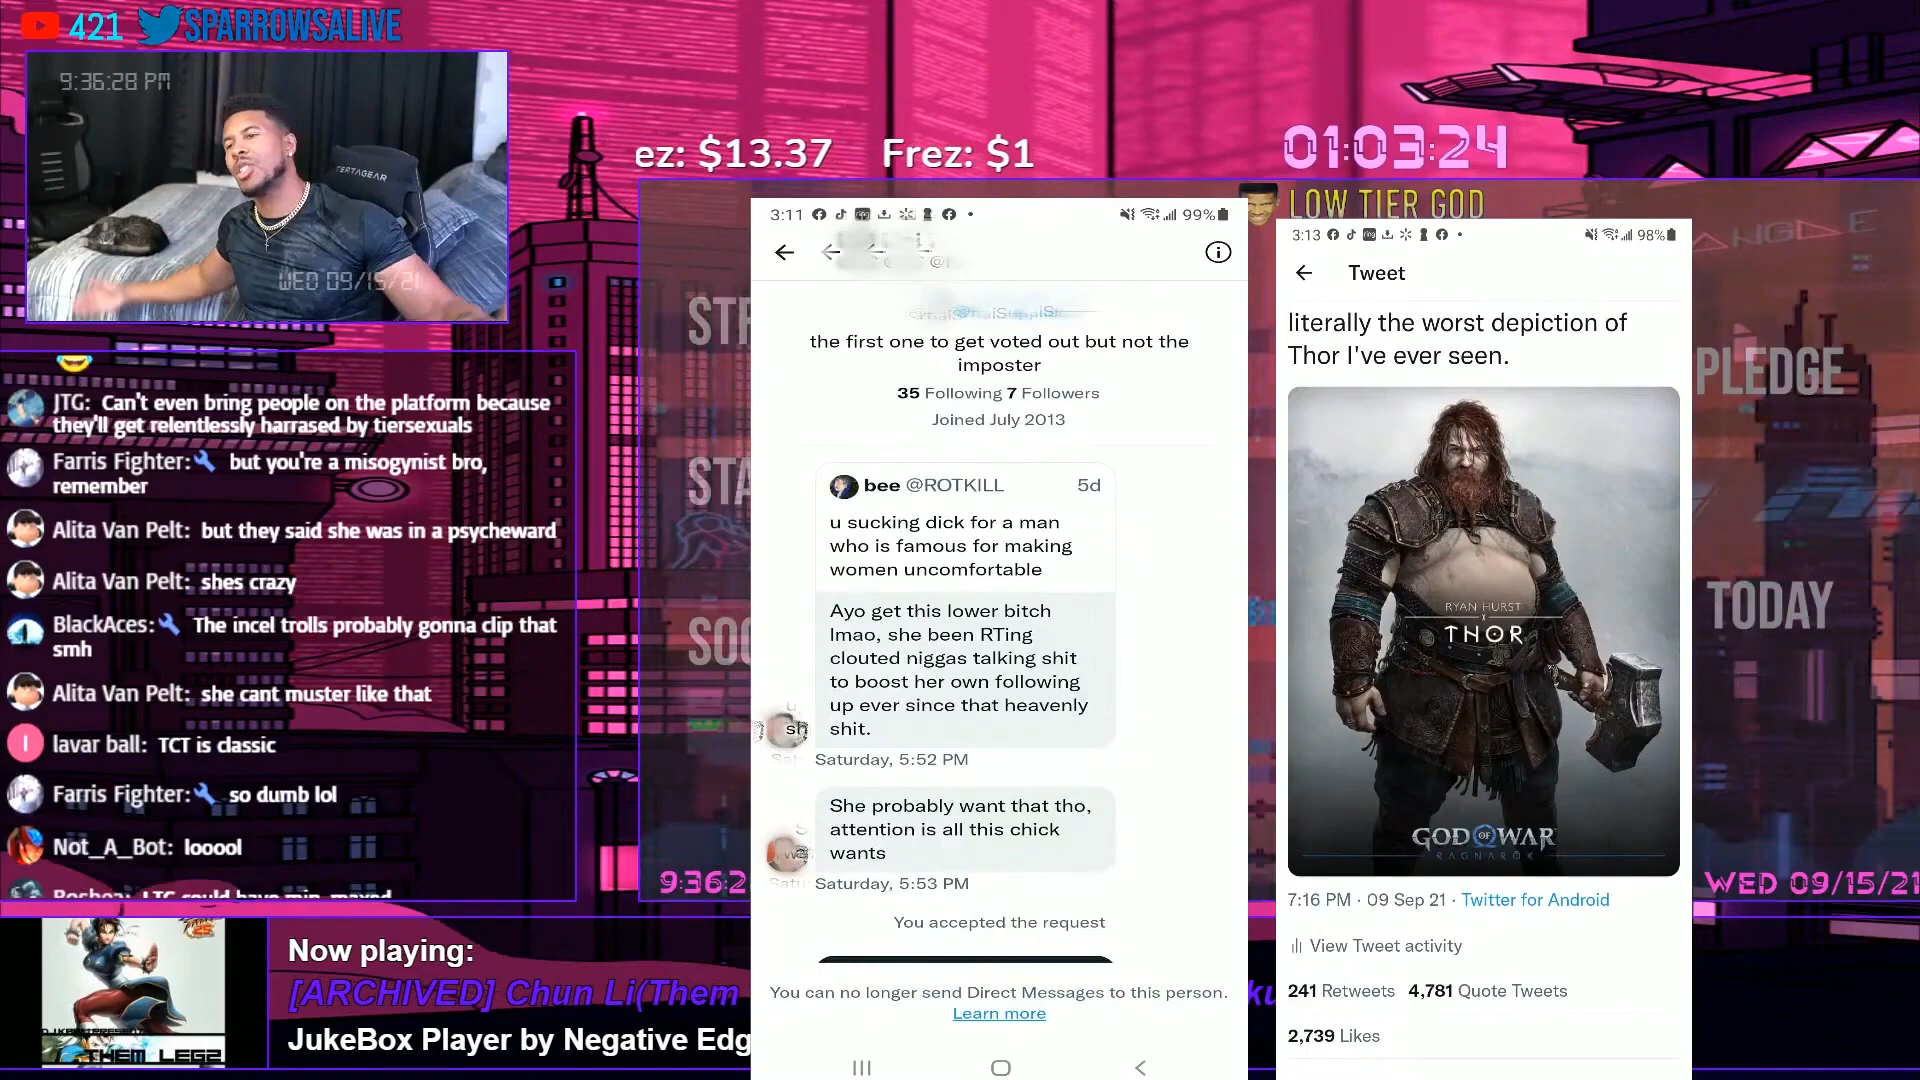 421 SPARROWSALIVE
9:36:28 PM
TERTAGEAR
WED 09/15/21
ez: $13.37 Frez: $1
01:03:24
LOW TIER GOD
PLEDGE
TODAY
JTG: Can't even bring people on the platform because
they'll get relentlessly harrased by tiersexuals
Farris Fighter: but you're a misogynist bro,
remember
Alita Van Pelt: but they said she was in a psycheward
Alita Van Pelt: shes crazy
BlackAces: The incel trolls probably gonna clip that
smh
Alita Van Pelt: she cant muster like that
lavar ball: TCT is classic
Farris Fighter: so dumb lol
Not_A_Bot: looool
Now playing:
[ARCHIVED] Chun Li(Them
JukeBox Player by Negative Edg
THEM LEGZ
9:36:2
3:11
99%
the first one to get voted out but not the
imposter
35 Following 7 Followers
Joined July 2013
bee @ROTKILL 5d
u sucking dick for a man
who is famous for making
women uncomfortable
Ayo get this lower bitch
lmao, she been RTing
clouted niggas talking shit
to boost her own following
up ever since that heavenly
shit.
Saturday, 5:52 PM
She probably want that tho,
attention is all this chick
wants
Saturday, 5:53 PM
You accepted the request
You can no longer send Direct Messages to this person.
Learn more
3:13
98%
Tweet
literally the worst depiction of
Thor I've ever seen.
RYAN HURST
X
THOR
GOD OF WAR
RAGNARÖK
7:16 PM · 09 Sep 21 · Twitter for Android
View Tweet activity
241 Retweets 4,781 Quote Tweets
2,739 Likes
WED 09/15/21